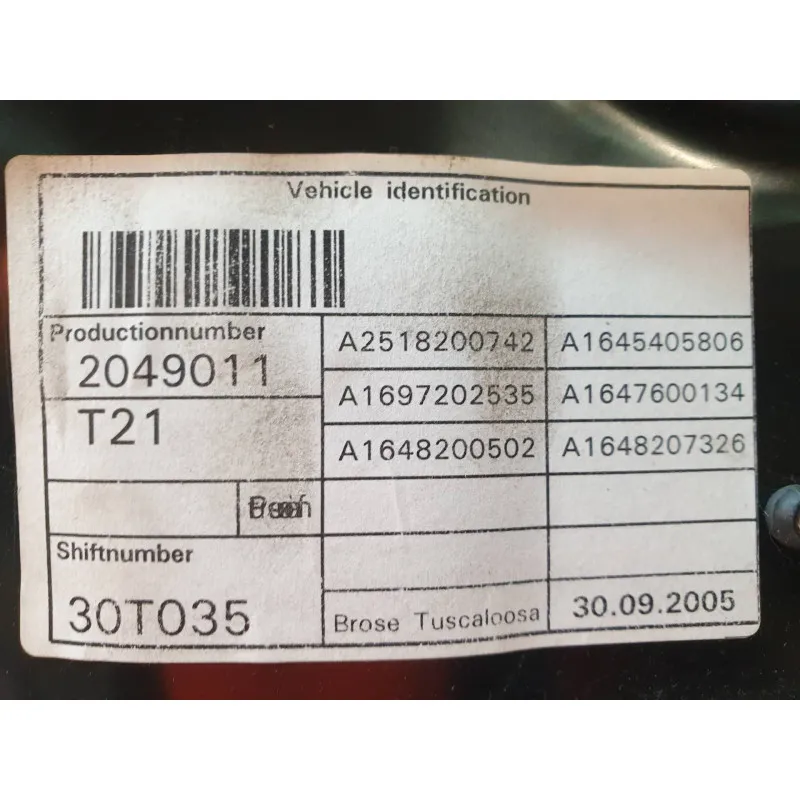 Vehicle identification
Productionnumber
2049011
T21
A2518200742 A1645405806
A1697202535 A1647600134
A1648200502 A1648207326
Shiftnumber
30T035
Brose Tuscaloosa 30.09.2005